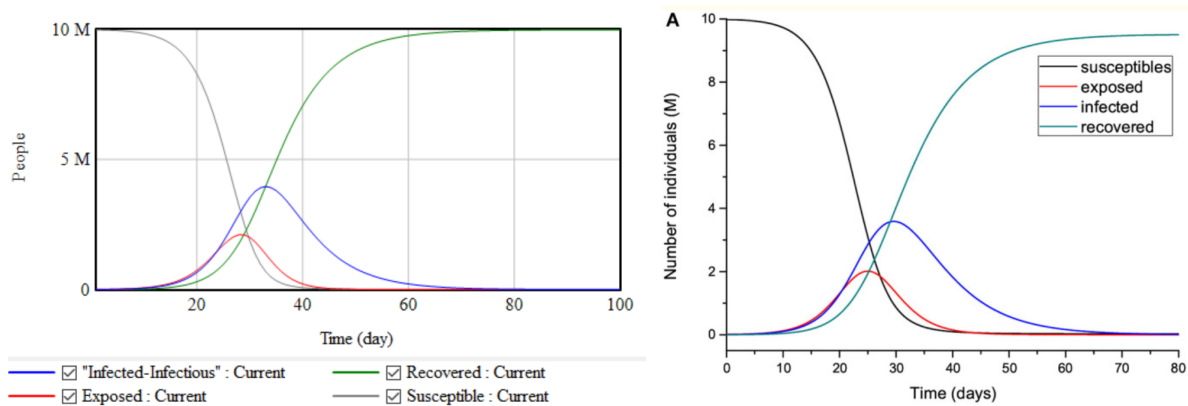 10 M
5 M
0
People
20
40
60
80
100
Time (day)
"Infected-Infectious" : Current
Recovered : Current
Exposed : Current
Susceptible : Current
A
10
8
6
4
2
0
Number of individuals (M)
susceptibles
exposed
infected
recovered
0
10
20
25
30
40
50
60
70
80
Time (days)